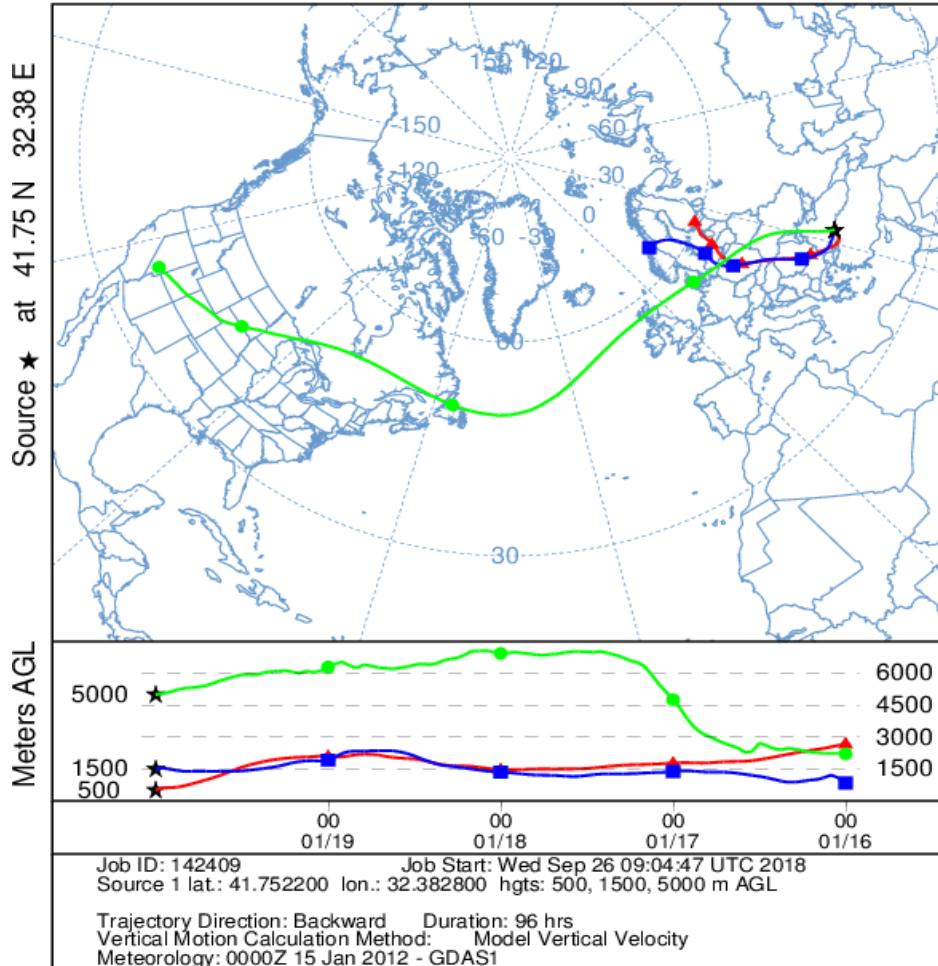 Source ★ at 41.75 N 32.38 E
150 120
90
-150
60
-120
30
0
-60 -30
60
30
Meters AGL
5000
1500
500
6000
4500
3000
1500
00 00 00 00
01/19 01/18 01/17 01/16
Job ID: 142409 Job Start: Wed Sep 26 09:04:47 UTC 2018
Source 1 lat.: 41.752200 lon.: 32.382800 hgts: 500, 1500, 5000 m AGL
Trajectory Direction: Backward Duration: 96 hrs
Vertical Motion Calculation Method: Model Vertical Velocity
Meteorology: 0000Z 15 Jan 2012 - GDAS1